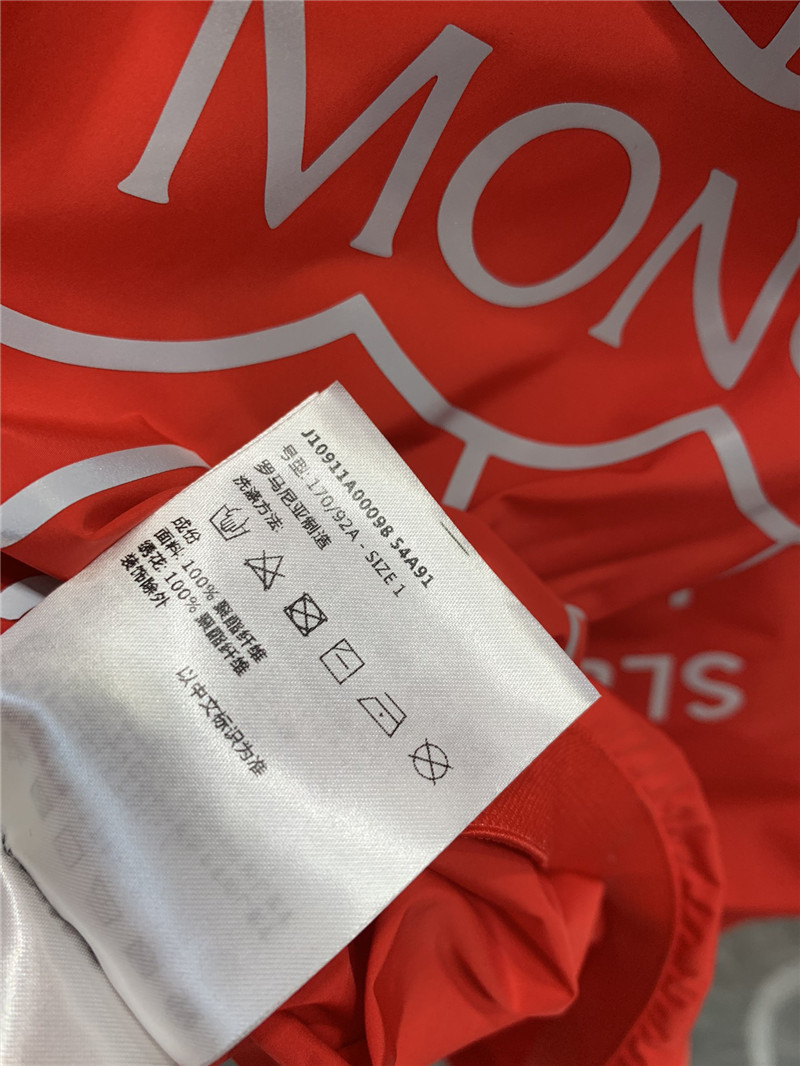 MON
J10911A00098 54A91
号型: 170/92A - SIZE 1
罗马尼亚制造
洗涤方法:
成份
面料: 100% 聚酯纤维
绣花: 100% 聚酯纤维
装饰除外
以中文标识为准